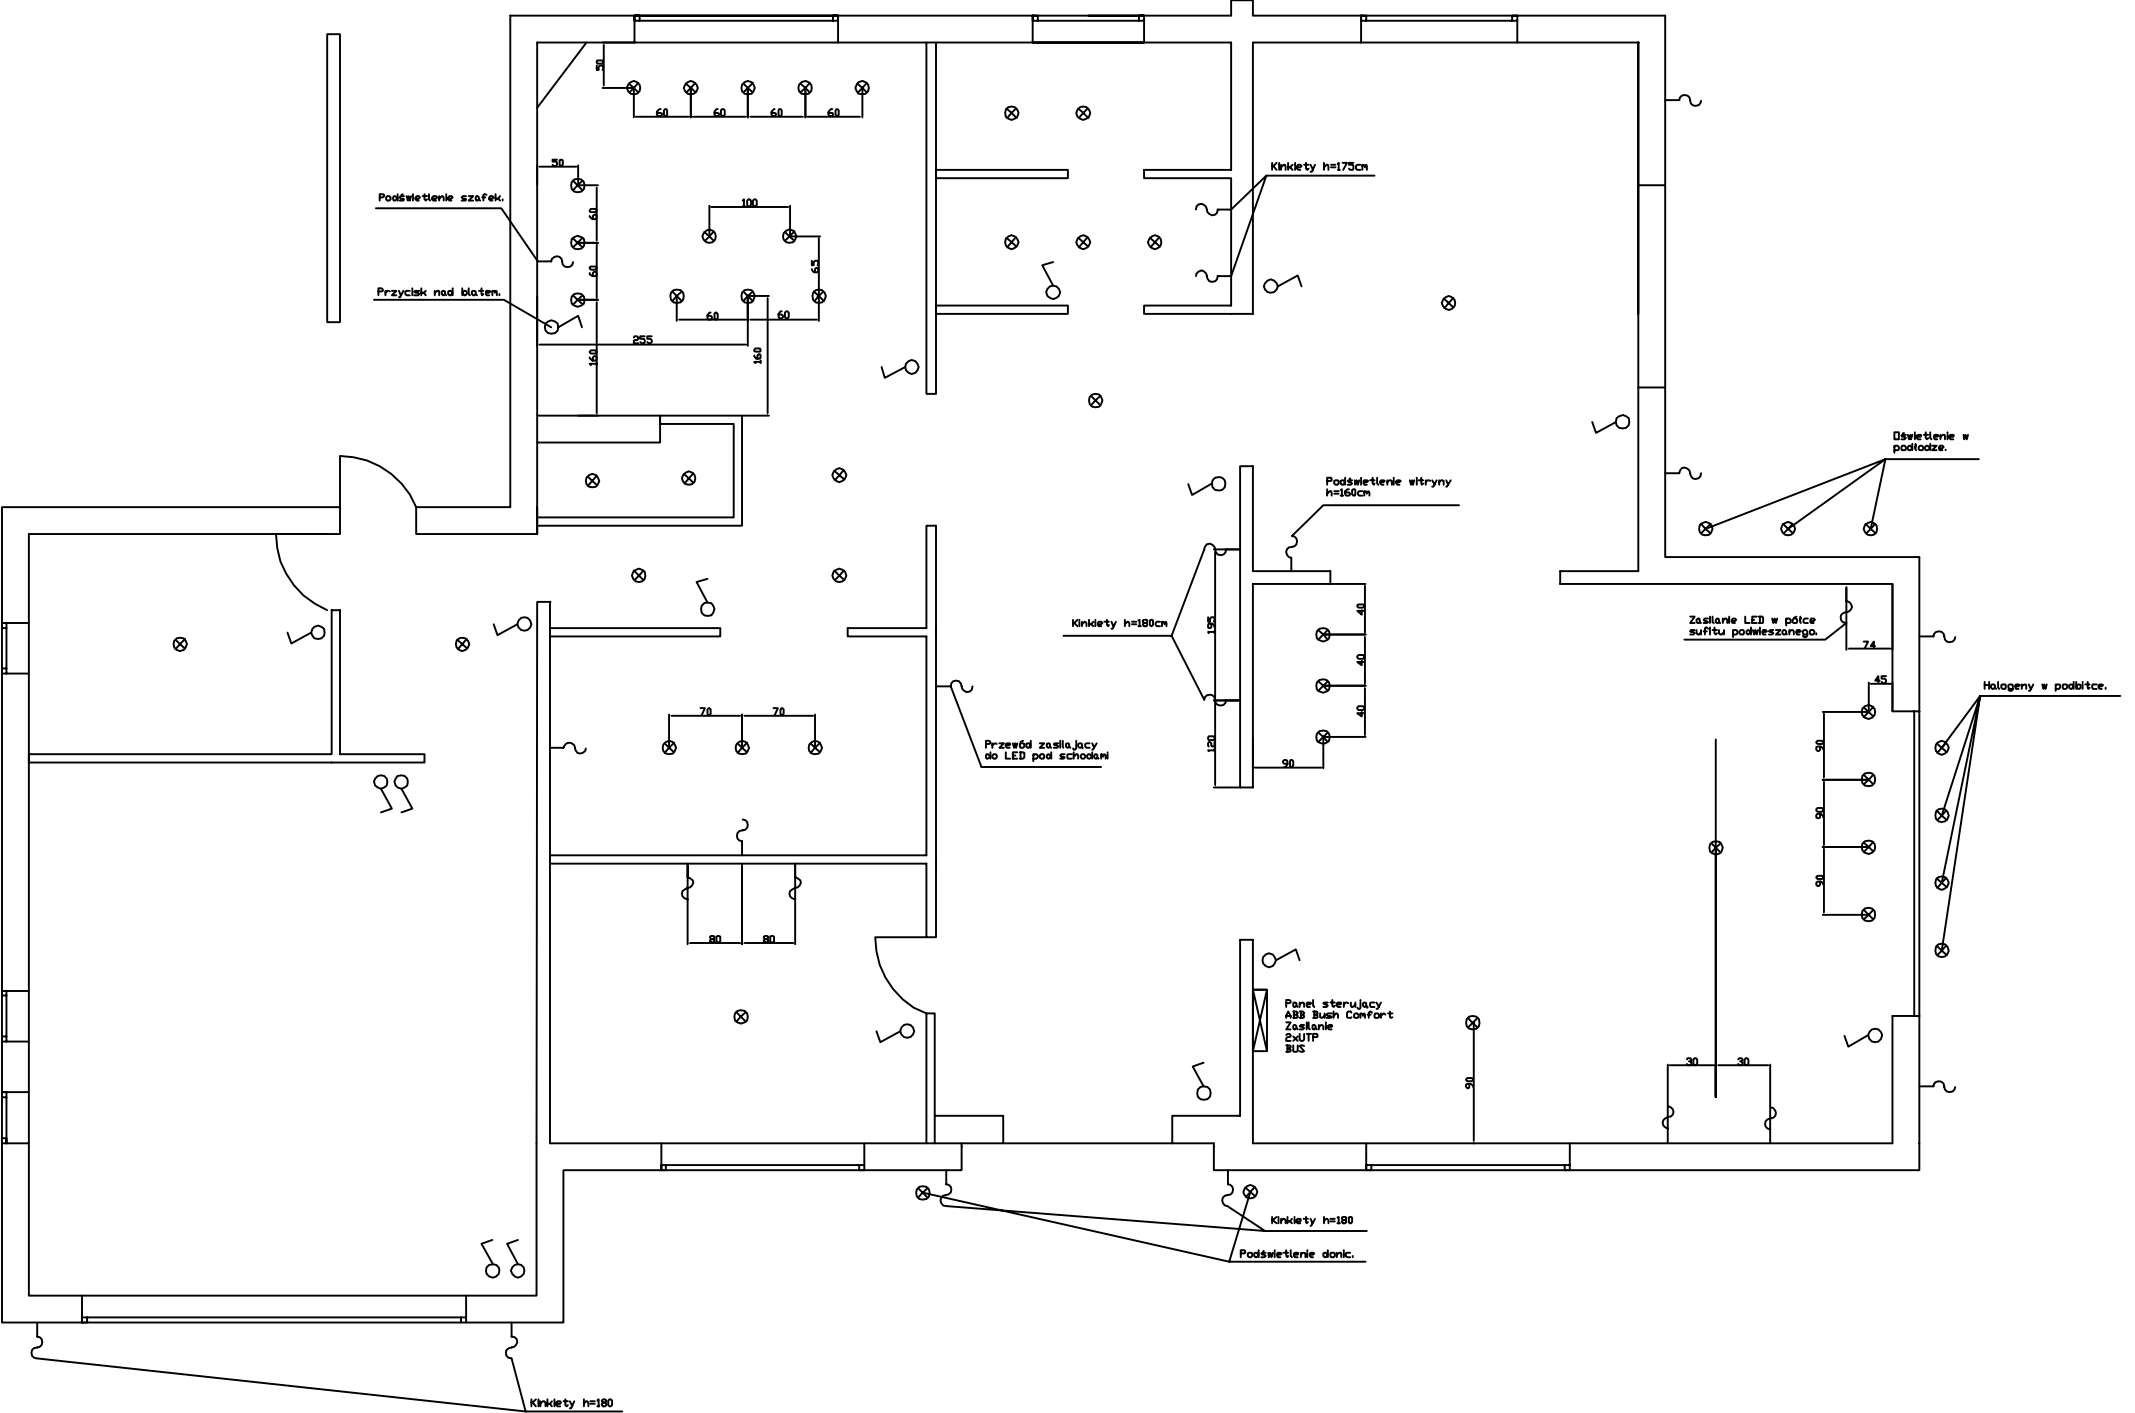 50
60
60
60
60
50
Kinkiety h=175cm
Podświetlenie szafek.
60
100
60
65
Przycisk nad blatem.
60
60
255
160
160
Oświetlenie w
podłodze.
Podświetlenie witryny
h=160cm
40
Kinkiety h=180cm
195
Zasilanie LED w półce
sufitu podwieszanego.
74
40
45
Halogeny w podbitce.
70
70
40
Przewód zasilajacy
do LED pod schodami
120
90
90
90
90
80
80
Panel sterujacy
ABB Bush Comfort
Zasilanie
2xUTP
BUS
30
30
90
Kinkiety h=180
Podświetlenie donic.
Kinkiety h=180